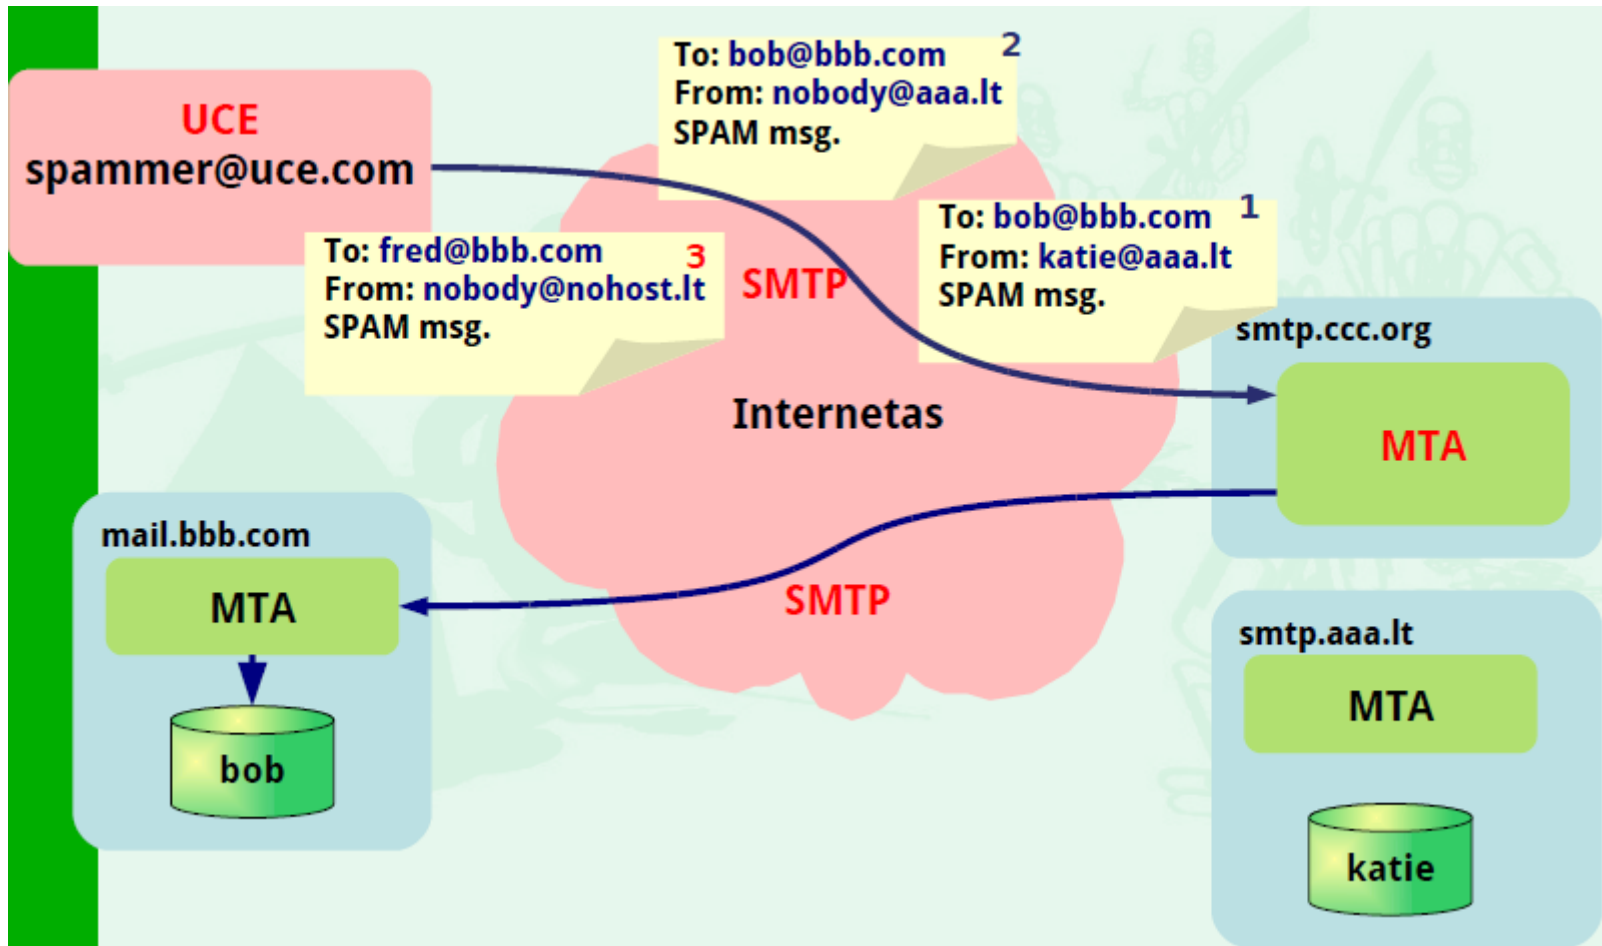 UCE
spammer@uce.com
To: bob@bbb.com 2
From: nobody@aaa.lt
SPAM msg.
To: bob@bbb.com 1
From: katie@aaa.lt
SPAM msg.
To: fred@bbb.com 3
From: nobody@nohost.lt
SPAM msg.
SMTP
Internetas
SMTP
smtp.ccc.org
MTA
mail.bbb.com
MTA
bob
smtp.aaa.lt
MTA
katie